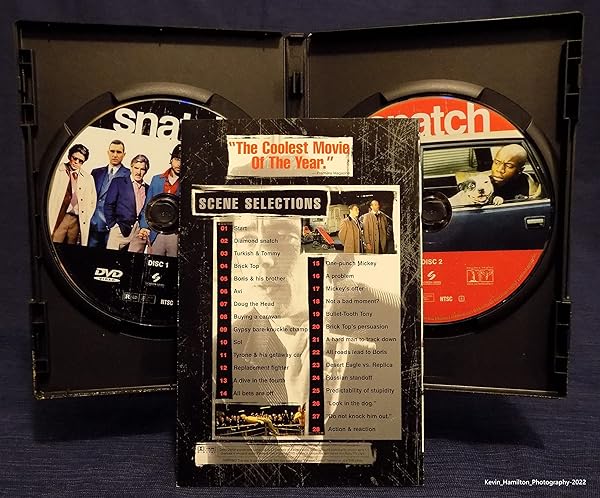 snatch
DISC 1
DVD
VIDEO
R
NTSC
"The Coolest Movie
Of The Year."
Premiere Magazine
SCENE SELECTIONS
01 Start
02 Diamond snatch
03 Turkish & Tommy
04 Brick Top
05 Boris & his brother
06 Avi
07 Doug the Head
08 Buying a caravan
09 Gypsy bare-knuckle champ
10 Sol
11 Tyrone & his getaway car
12 Replacement fighter
13 A dive in the fourth
14 All bets are off
15 One-punch Mickey
16 A problem
17 Mickey's offer
18 Not a bad moment?
19 Bullet-Tooth Tony
20 Brick Top's persuasion
21 A hard man to track down
22 All roads lead to Boris
23 Desert Eagle vs. Replica
24 Russian standoff
25 Predictability of stupidity
26 "Look in the dog."
27 "Do not knock him out."
28 Action & reaction
snatch
DISC 2
NTSC
Kevin_Hamilton_Photography-2022